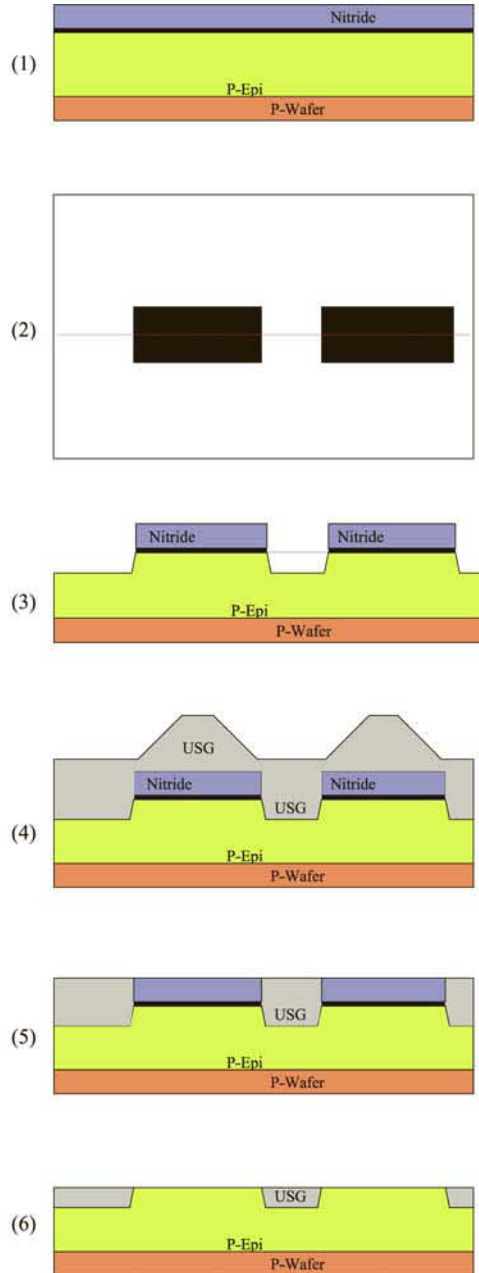 Nitride
(1)
P-Epi
P-Wafer
(2)
Nitride Nitride
(3)
P-Epi
P-Wafer
USG
Nitride Nitride
USG
(4)
P-Epi
P-Wafer
USG
(5)
P-Epi
P-Wafer
USG
(6)
P-Epi
P-Wafer